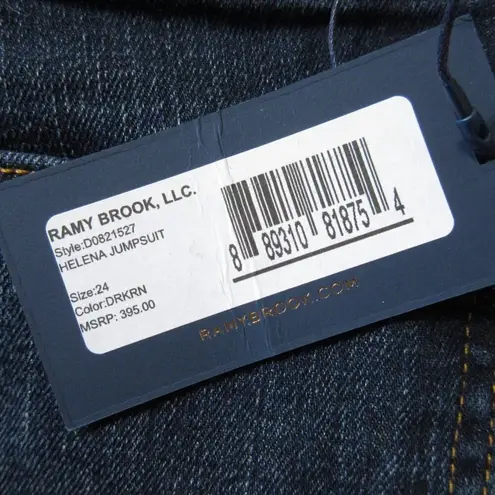 RAMY BROOK, LLC.
Style:D0821527
HELENA JUMPSUIT
Size:24
Color:DRKRN
MSRP: 395.00
8 89310 81875 4
RAMYBROOK.COM